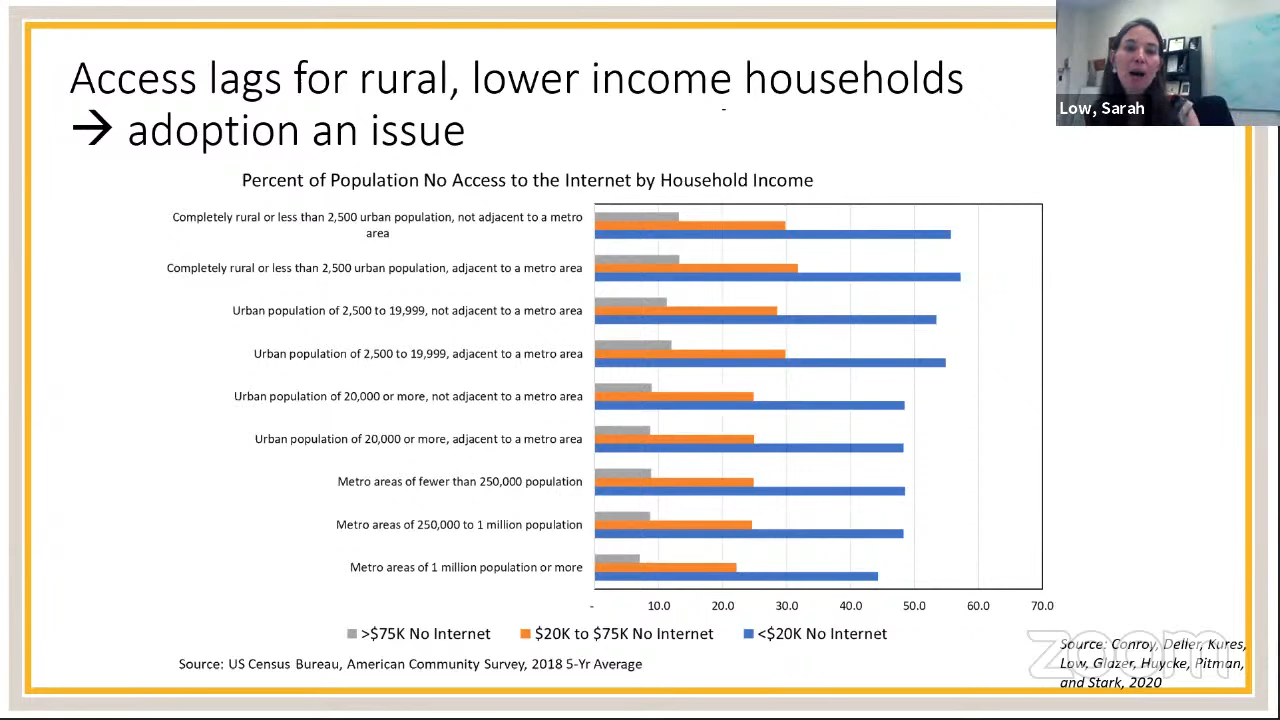 Access lags for rural, lower income households
→ adoption an issue
Low, Sarah
Percent of Population No Access to the Internet by Household Income
Completely rural or less than 2,500 urban population, not adjacent to a metro
area
Completely rural or less than 2,500 urban population, adjacent to a metro area
Urban population of 2,500 to 19,999, not adjacent to a metro area
Urban population of 2,500 to 19,999, adjacent to a metro area
Urban population of 20,000 or more, not adjacent to a metro area
Urban population of 20,000 or more, adjacent to a metro area
Metro areas of fewer than 250,000 population
Metro areas of 250,000 to 1 million population
Metro areas of 1 million population or more
- 10.0 20.0 30.0 40.0 50.0 60.0 70.0
>$75K No Internet $20K to $75K No Internet <$20K No Internet
Source: US Census Bureau, American Community Survey, 2018 5-Yr Average
zoom
Source: Conroy, Deller, Kures,
Low, Glazer, Huycke, Pitman,
and Stark, 2020